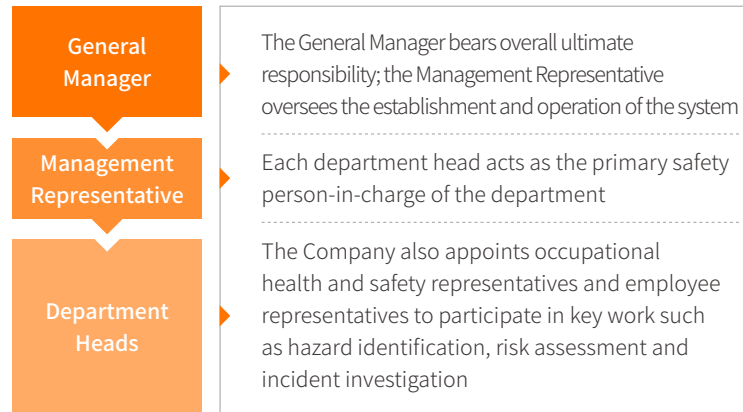 General
Manager
The General Manager bears overall ultimate
responsibility; the Management Representative
oversees the establishment and operation of the system
Management
Representative
Each department head acts as the primary safety
person-in-charge of the department
Department
Heads
The Company also appoints occupational
health and safety representatives and employee
representatives to participate in key work such
as hazard identification, risk assessment and
incident investigation